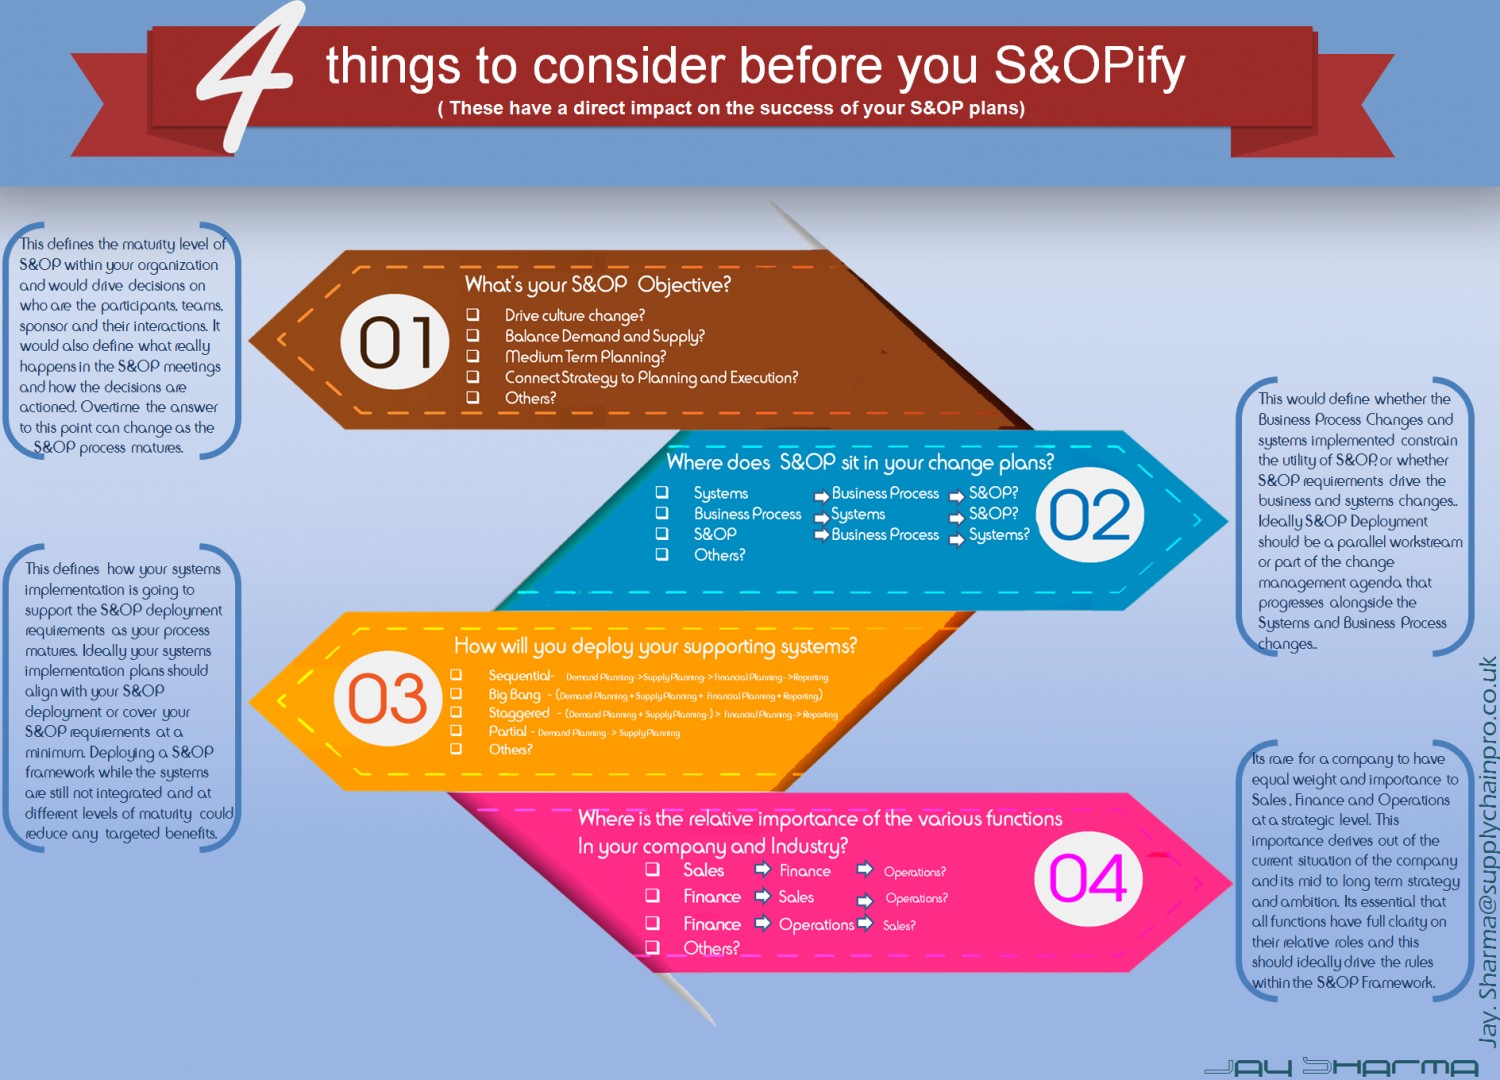 4 things to consider before you S&OPify
( These have a direct impact on the success of your S&OP plans)
This defines the maturity level of
S&OP within your organization
and would drive decisions on
who are the participants, teams,
sponsor and their interactions. It
would also define what really
happens in the S&OP meetings
and how the decisions are
actioned. Overtime the answer
to this point can change as the
S&OP process matures.
01
What's your S&OP Objective?
Drive culture change?
Balance Demand and Supply?
Medium Term Planning?
Connect Strategy to Planning and Execution?
Others?
Where does S&OP sit in your change plans?
Systems Business Process S&OP?
Business Process Systems S&OP?
S&OP Business Process Systems?
Others?
02
This would define whether the
Business Process Changes and
systems implemented constrain
the utility of S&OP, or whether
S&OP requirements drive the
business and systems changes..
Ideally S&OP Deployment
should be a parallel workstream
or part of the change
management agenda that
progresses alongside the
Systems and Business Process
changes..
This defines how your systems
implementation is going to
support the S&OP deployment
requirements as your process
matures. Ideally your systems
implementation plans should
align with your S&OP
deployment or cover your
S&OP requirements at a
minimum. Deploying a S&OP
framework while the systems
are still not integrated and at
different levels of maturity could
reduce any targeted benefits.
03
How will you deploy your supporting systems?
Sequential- Demand Planning->Supply Planning->Financial Planning->Reporting
Big Bang - (Demand Planning + Supply Planning + Financial Planning + Reporting)
Staggered - (Demand Planning + Supply Planning-) > Financial Planning -> Reporting
Partial - Demand Planning -> Supply Planning
Others?
Where is the relative importance of the various functions
In your company and Industry?
Sales Finance Operations?
Finance Sales Operations?
Finance Operations Sales?
Others?
04
Its rare for a company to have
equal weight and importance to
Sales, Finance and Operations
at a strategic level. This
importance derives out of the
current situation of the company
and its mid to long term strategy
and ambition. Its essential that
all functions have full clarity on
their relative roles and this
should ideally drive the rules
within the S&OP Framework.
Jay. Sharma@supplychainpro.co.uk
Jay Sharma